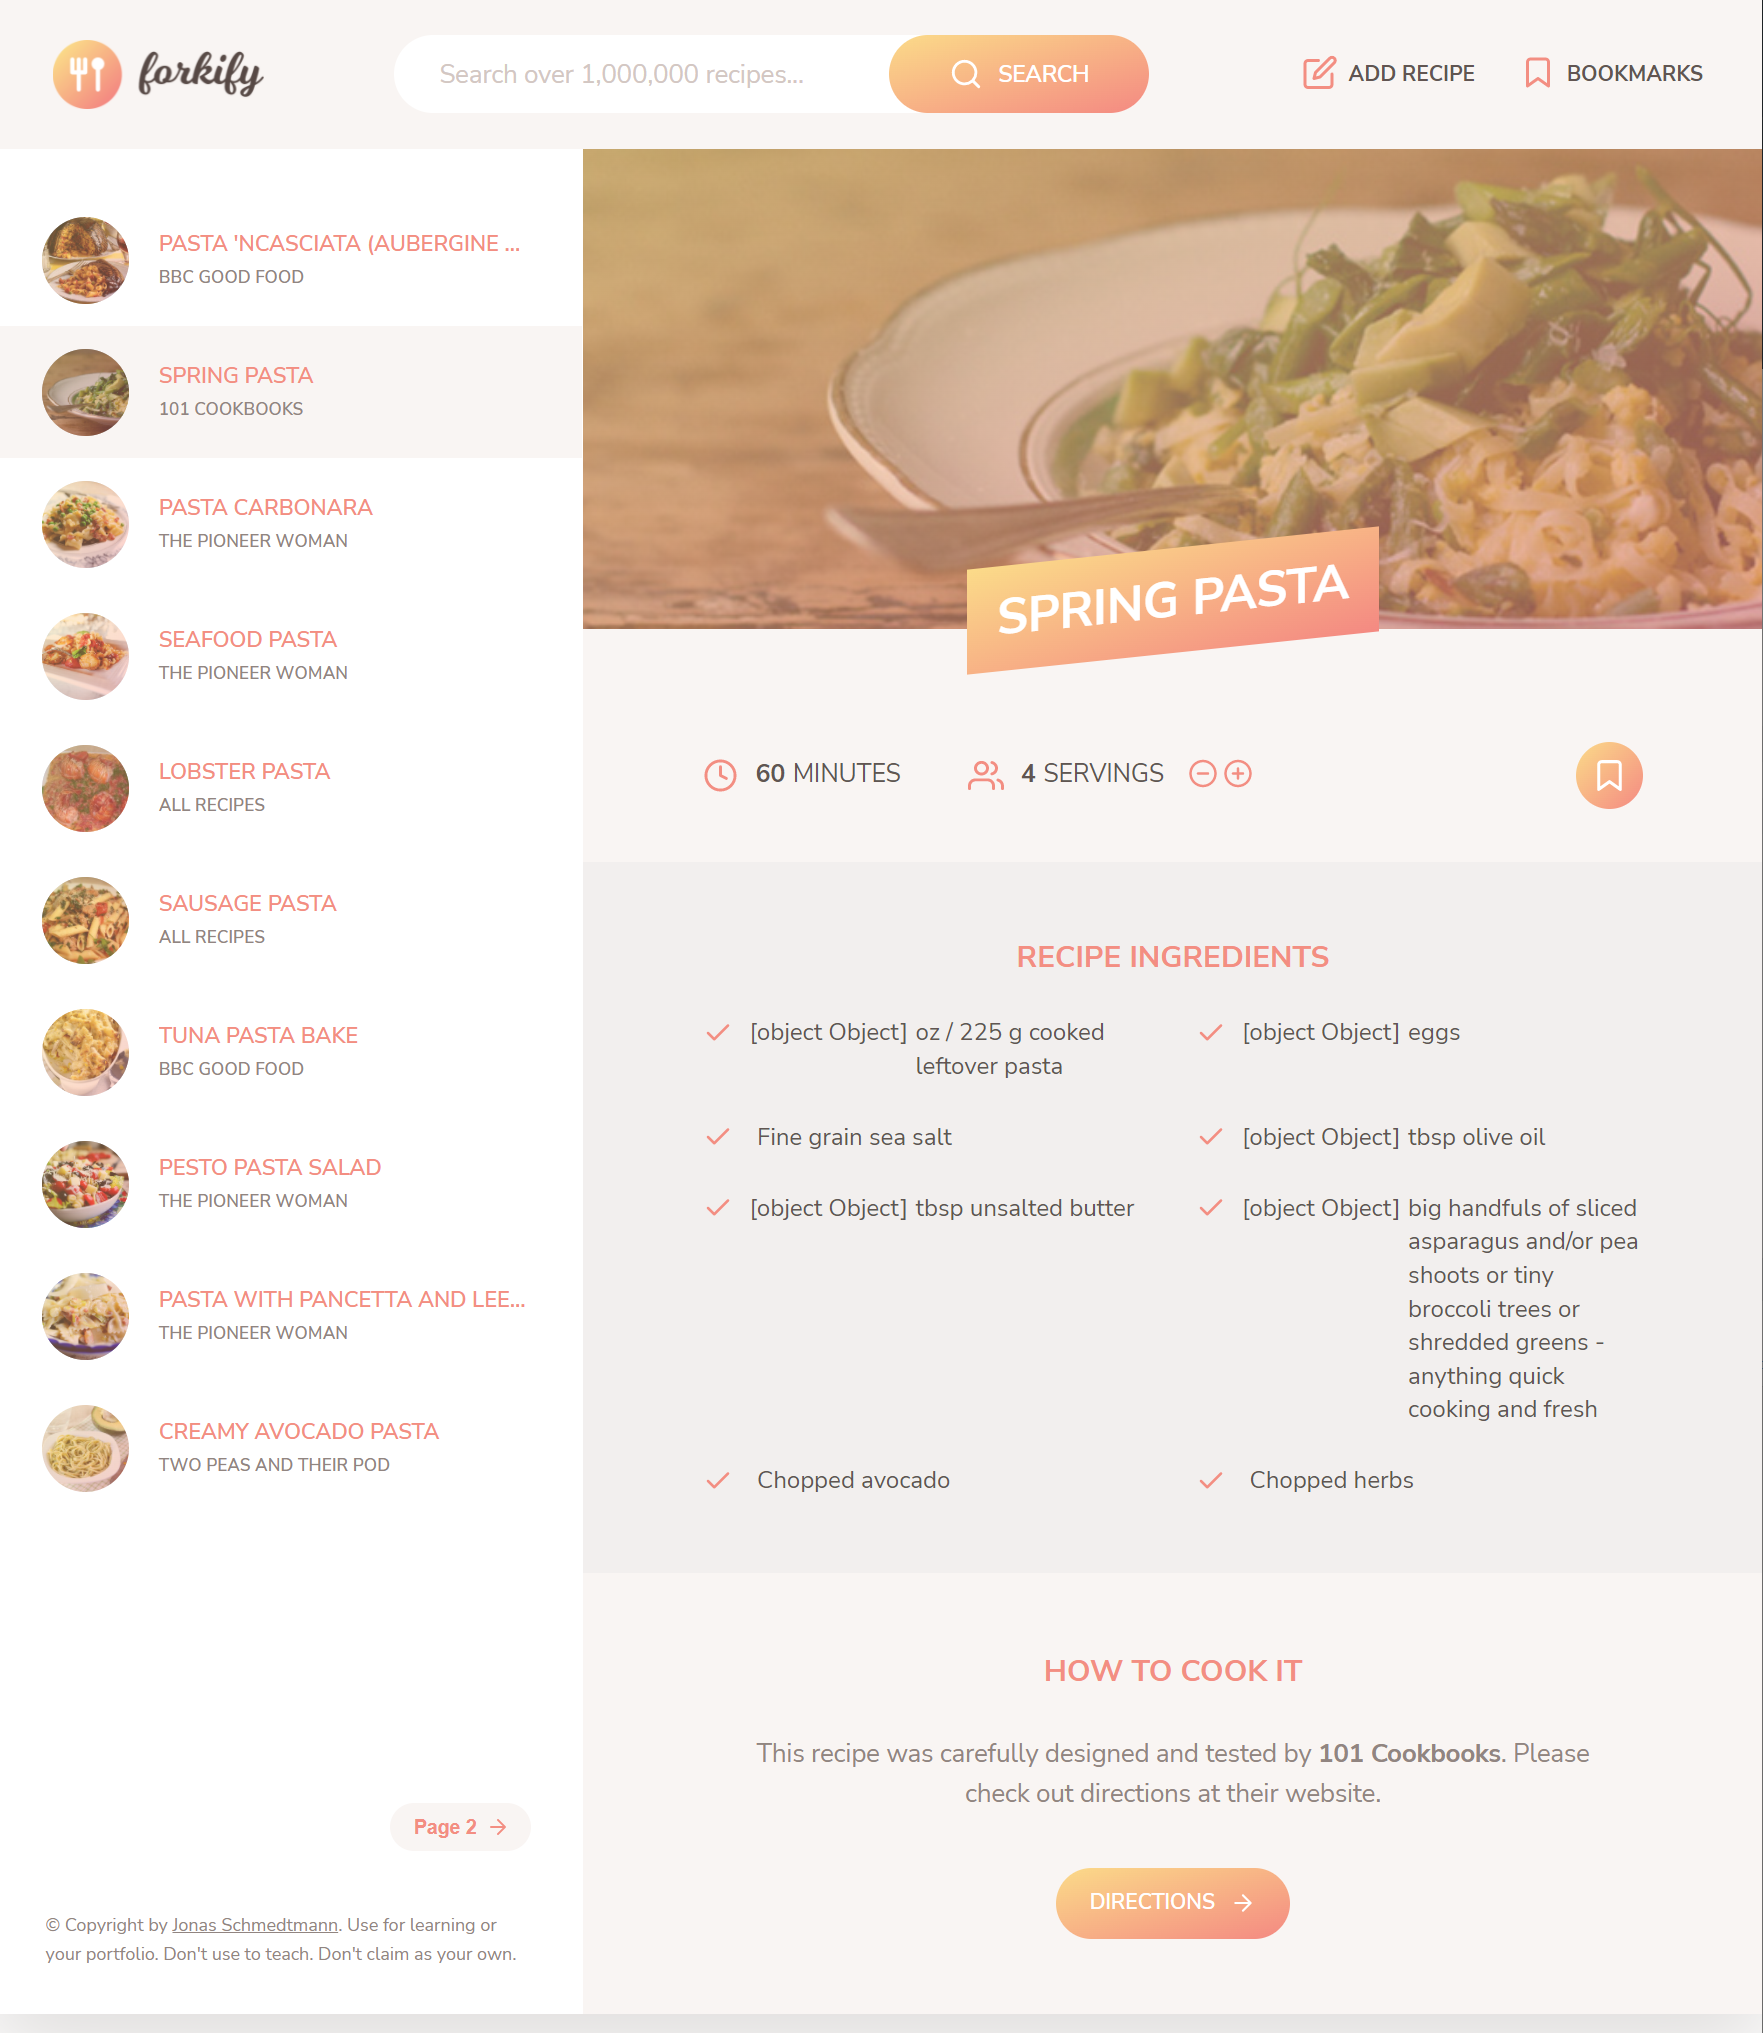 forkify
Search over 1,000,000 recipes...
SEARCH
ADD RECIPE
BOOKMARKS
PASTA 'NCASCIATA (AUBERGINE ...
BBC GOOD FOOD
SPRING PASTA
101 COOKBOOKS
PASTA CARBONARA
THE PIONEER WOMAN
SEAFOOD PASTA
THE PIONEER WOMAN
LOBSTER PASTA
ALL RECIPES
SAUSAGE PASTA
ALL RECIPES
TUNA PASTA BAKE
BBC GOOD FOOD
PESTO PASTA SALAD
THE PIONEER WOMAN
PASTA WITH PANCETTA AND LEE...
THE PIONEER WOMAN
CREAMY AVOCADO PASTA
TWO PEAS AND THEIR POD
Page 2
© Copyright by Jonas Schmedtmann. Use for learning or
your portfolio. Don't use to teach. Don't claim as your own.
SPRING PASTA
60 MINUTES
4 SERVINGS
RECIPE INGREDIENTS
[object Object] oz / 225 g cooked
leftover pasta
[object Object] eggs
Fine grain sea salt
[object Object] tbsp olive oil
[object Object] tbsp unsalted butter
[object Object] big handfuls of sliced
asparagus and/or pea
shoots or tiny
broccoli trees or
shredded greens -
anything quick
cooking and fresh
Chopped avocado
Chopped herbs
HOW TO COOK IT
This recipe was carefully designed and tested by 101 Cookbooks. Please
check out directions at their website.
DIRECTIONS